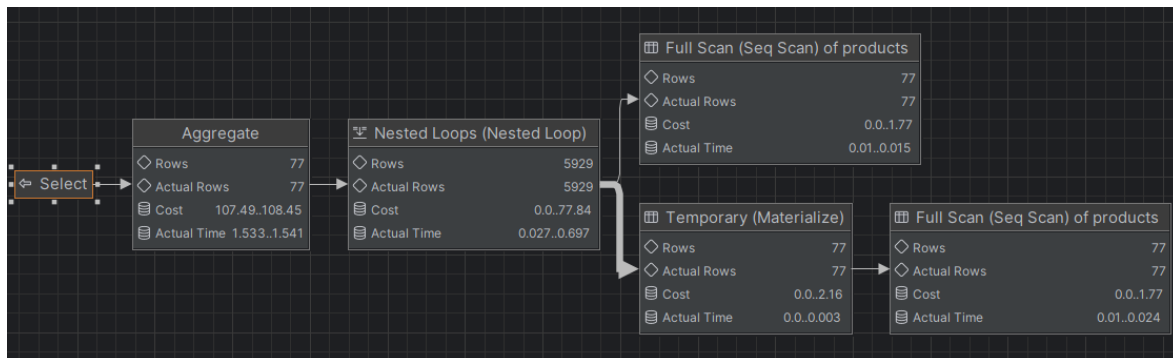 Select
Aggregate
Rows 77
Actual Rows 77
Cost 107.49..108.45
Actual Time 1.533..1.541
Nested Loops (Nested Loop)
Rows 5929
Actual Rows 5929
Cost 0.0..77.84
Actual Time 0.027..0.697
Full Scan (Seq Scan) of products
Rows 77
Actual Rows 77
Cost 0.0..1.77
Actual Time 0.01..0.015
Temporary (Materialize)
Rows 77
Actual Rows 77
Cost 0.0..2.16
Actual Time 0.0..0.003
Full Scan (Seq Scan) of products
Rows 77
Actual Rows 77
Cost 0.0..1.77
Actual Time 0.01..0.024